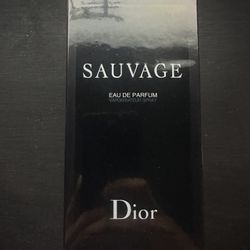 SAUVAGE
EAU DE PARFUM
VAPORISATEUR SPRAY
Dior